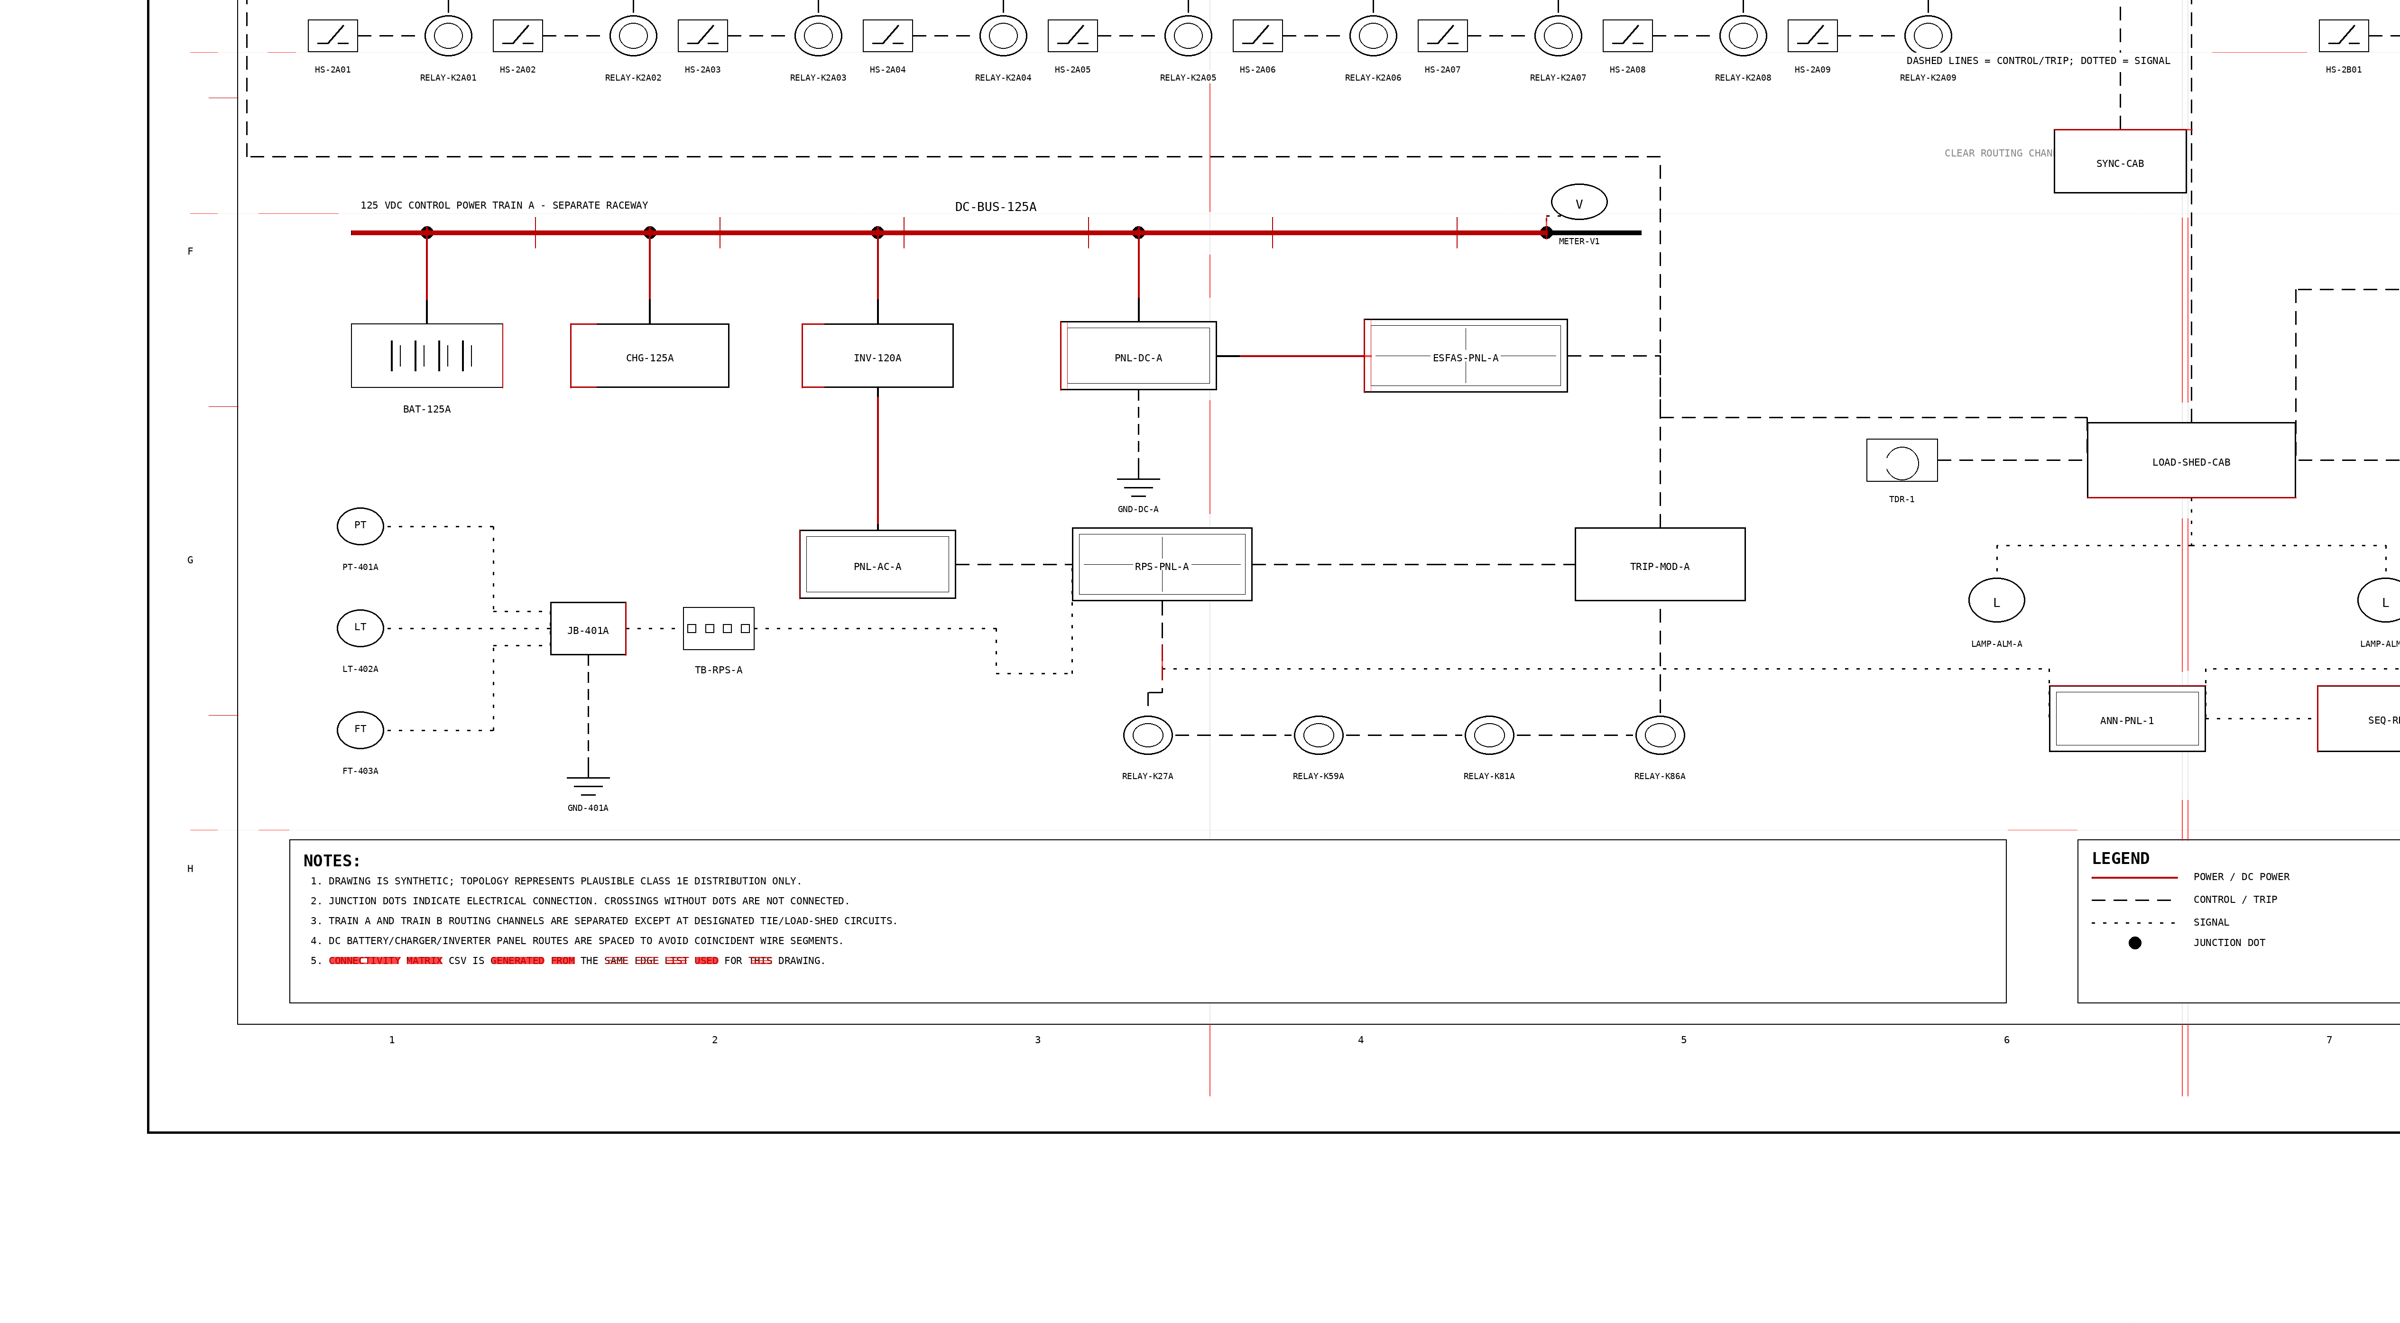 HS-2A01 RELAY-K2A01 HS-2A02 RELAY-K2A02 HS-2A03 RELAY-K2A03 HS-2A04 RELAY-K2A04 HS-2A05 RELAY-K2A05 HS-2A06 RELAY-K2A06 HS-2A07 RELAY-K2A07 HS-2A08 RELAY-K2A08 HS-2A09 RELAY-K2A09 HS-2B01
DASHED LINES = CONTROL/TRIP; DOTTED = SIGNAL
CLEAR ROUTING CHAN
SYNC-CAB
125 VDC CONTROL POWER TRAIN A - SEPARATE RACEWAY
DC-BUS-125A
V
METER-V1
F
CHG-125A
INV-120A
PNL-DC-A
ESFAS-PNL-A
BAT-125A
LOAD-SHED-CAB
TDR-1
GND-DC-A
PT
PT-401A
G
PNL-AC-A
RPS-PNL-A
TRIP-MOD-A
L
LAMP-ALM-A
L
LAMP-ALM
LT
LT-402A
JB-401A
TB-RPS-A
ANN-PNL-1
SEQ-R
FT
FT-403A
RELAY-K27A
RELAY-K59A
RELAY-K81A
RELAY-K86A
GND-401A
H
NOTES:
1. DRAWING IS SYNTHETIC; TOPOLOGY REPRESENTS PLAUSIBLE CLASS 1E DISTRIBUTION ONLY.
2. JUNCTION DOTS INDICATE ELECTRICAL CONNECTION. CROSSINGS WITHOUT DOTS ARE NOT CONNECTED.
3. TRAIN A AND TRAIN B ROUTING CHANNELS ARE SEPARATED EXCEPT AT DESIGNATED TIE/LOAD-SHED CIRCUITS.
4. DC BATTERY/CHARGER/INVERTER PANEL ROUTES ARE SPACED TO AVOID COINCIDENT WIRE SEGMENTS.
5. CONNECTIVITY MATRIX CSV IS GENERATED FROM THE SAME EDGE LIST USED FOR THIS DRAWING.
LEGEND
POWER / DC POWER
CONTROL / TRIP
SIGNAL
JUNCTION DOT
1 2 3 4 5 6 7